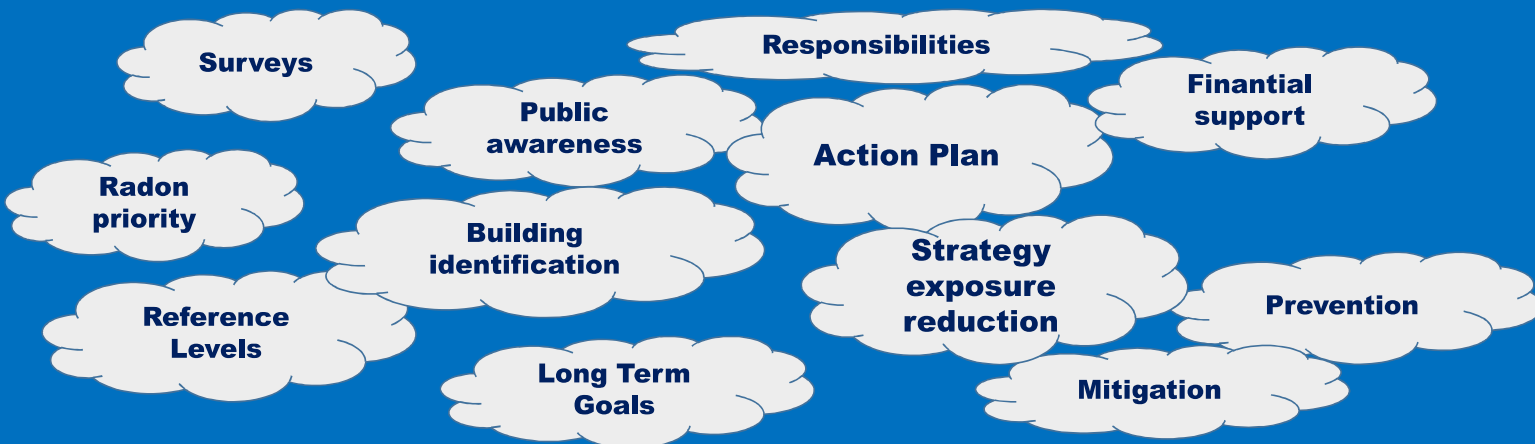 Surveys
Responsibilities
Finantial
support
Public
awareness
Action Plan
Radon
priority
Building
identification
Strategy
exposure
reduction
Prevention
Reference
Levels
Long Term
Goals
Mitigation